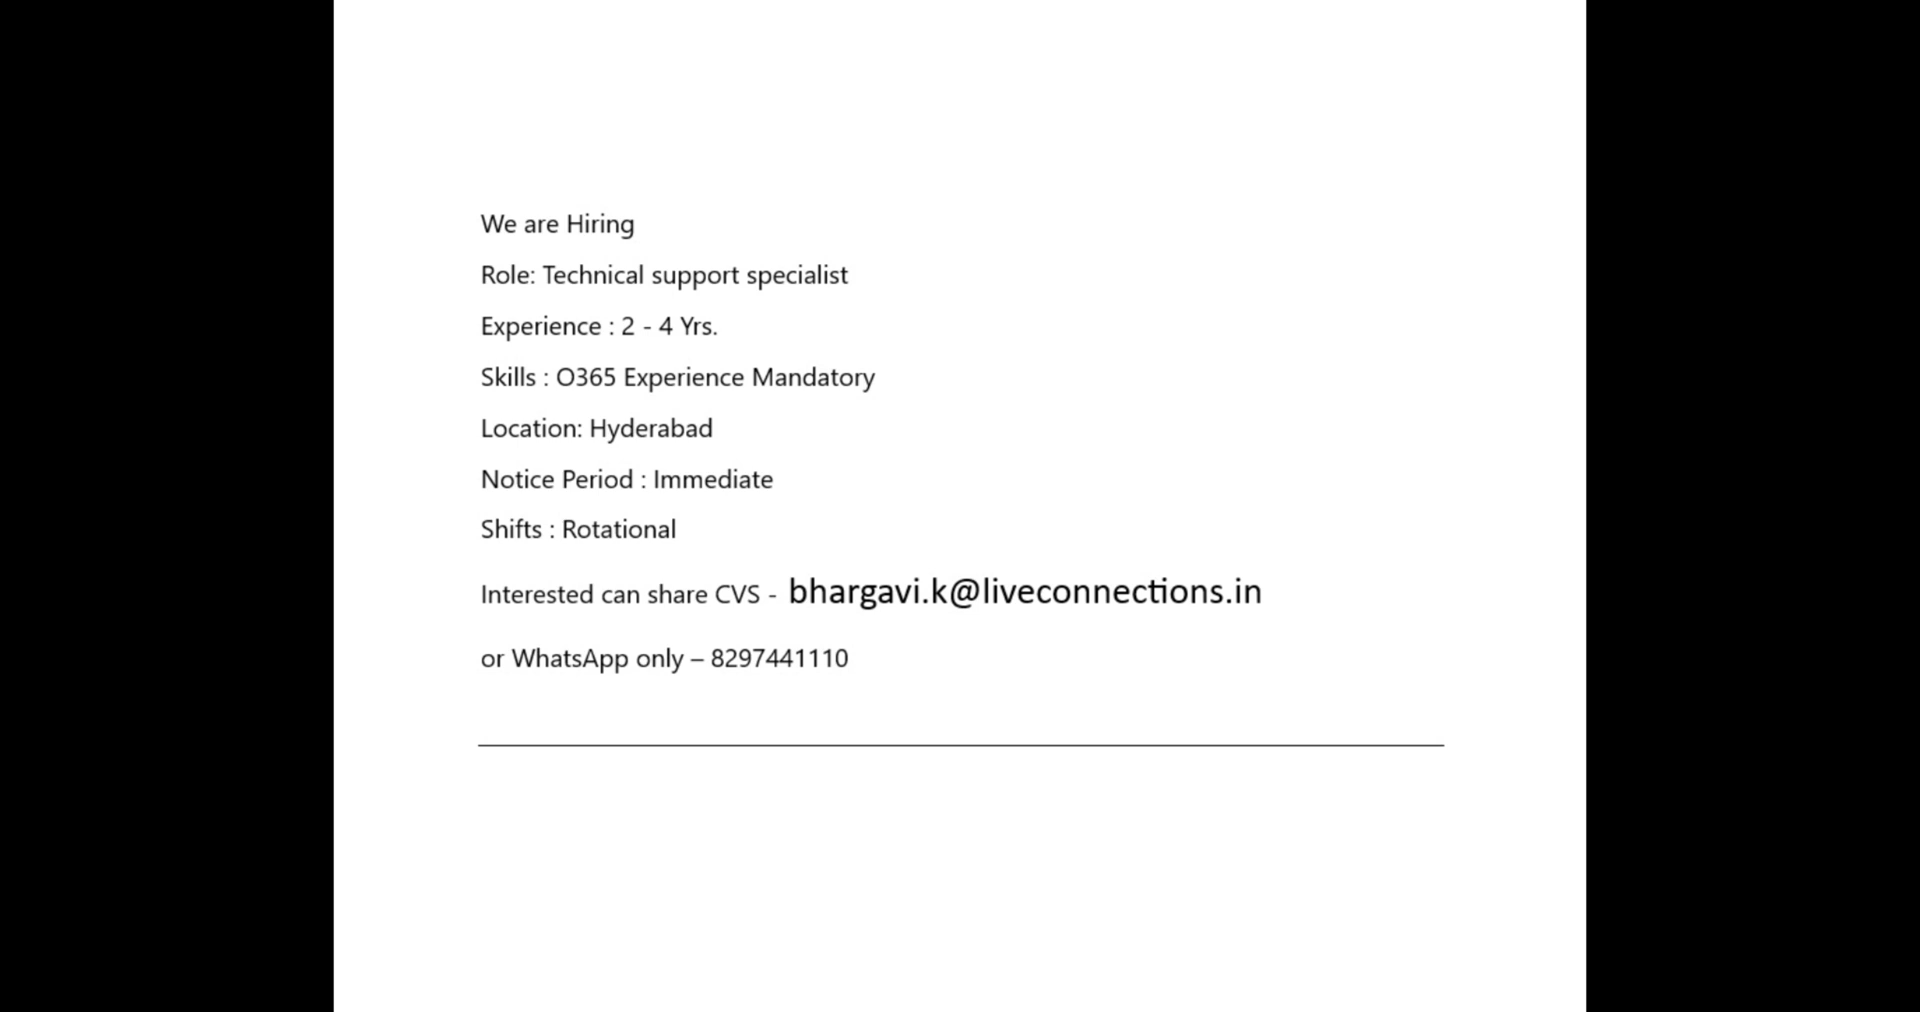 We are Hiring
Role: Technical support specialist
Experience : 2 - 4 Yrs.
Skills : O365 Experience Mandatory
Location: Hyderabad
Notice Period : Immediate
Shifts : Rotational
Interested can share CVS - bhargavi.k@liveconnections.in
or WhatsApp only – 8297441110